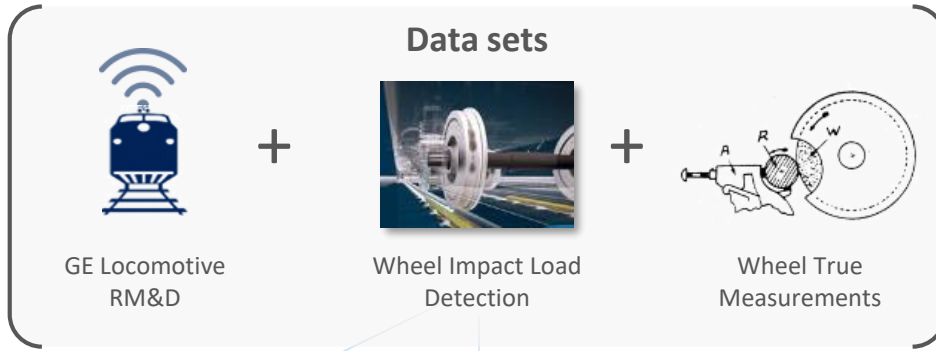 Data sets
+
+
GE Locomotive
RM&D
Wheel Impact Load
Detection
Wheel True
Measurements
A
R
W